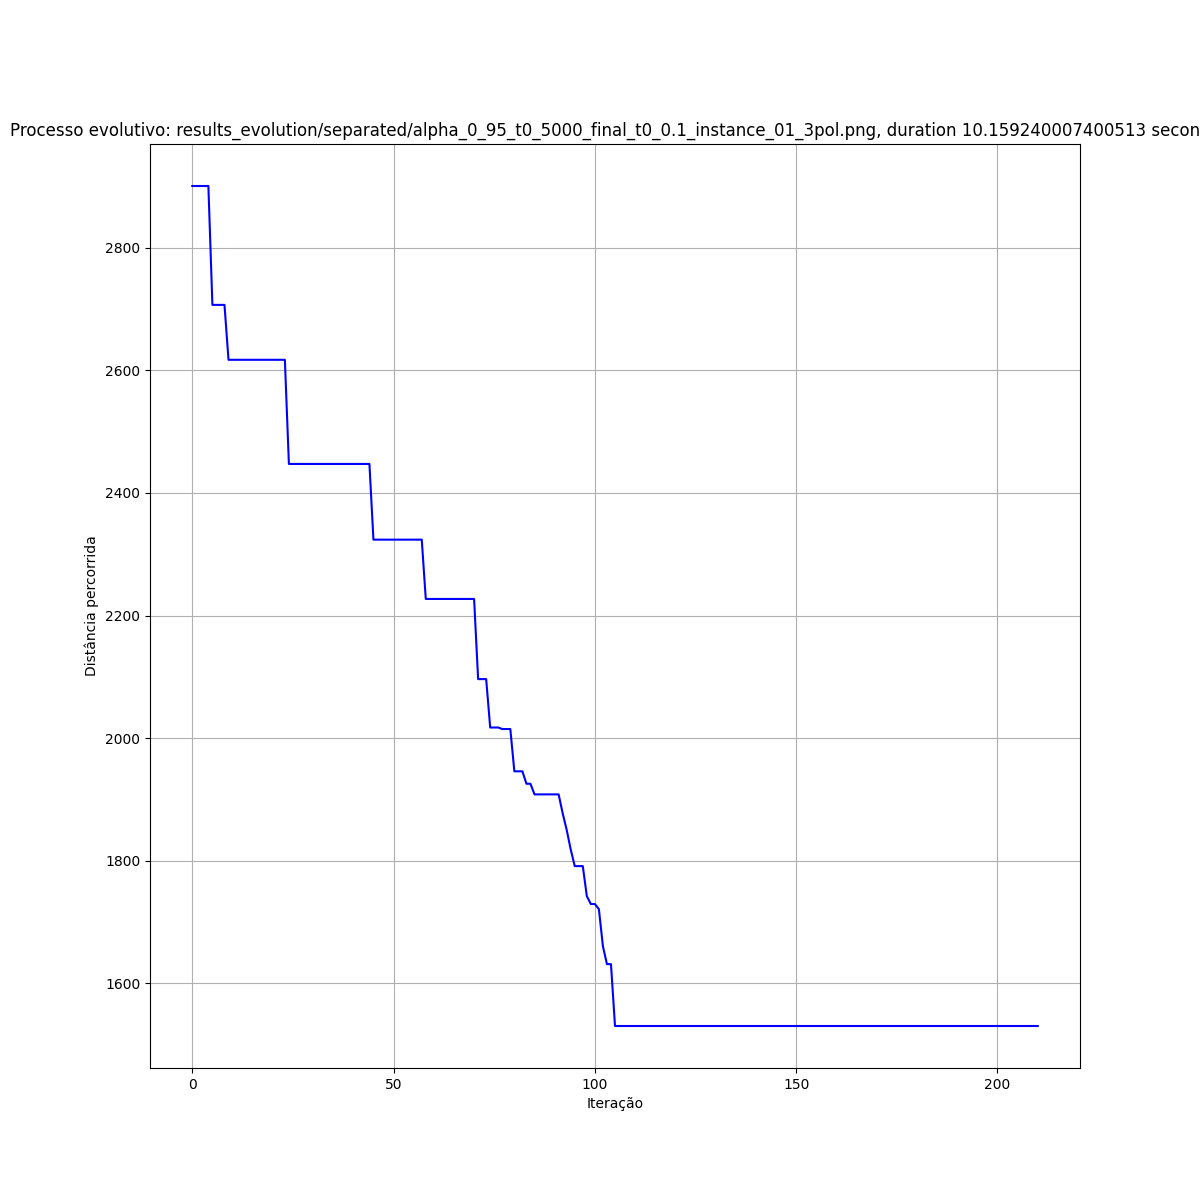 Processo evolutivo: results_evolution/separated/alpha_0_95_t0_5000_final_t0_0.1_instance_01_3pol.png, duration 10.159240007400513 secon
2800
2600
2400
2200
2000
1800
1600
Distância percorrida
0 50 100 150 200
Iteração